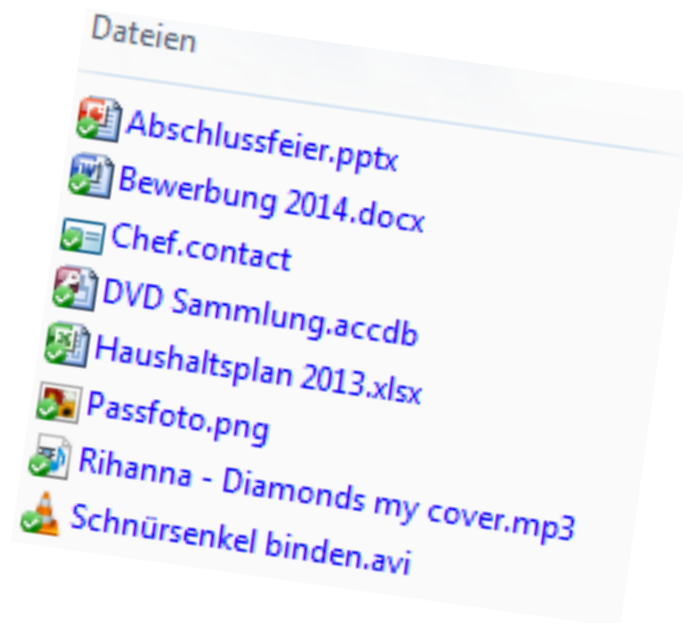 Dateien
Abschlussfeier.pptx
Bewerbung 2014.docx
Chef.contact
DVD Sammlung.accdb
Haushaltsplan 2013.xlsx
Passfoto.png
Rihanna - Diamonds my cover.mp3
Schnürsenkel binden.avi